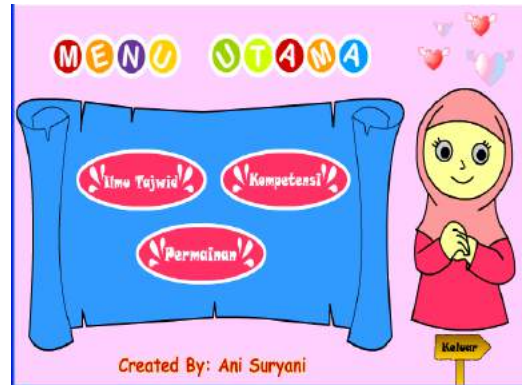 MENU UTAMA
Ilmu Tajwid
Kompetensi
Permainan
Keluar
Created By: Ani Suryani